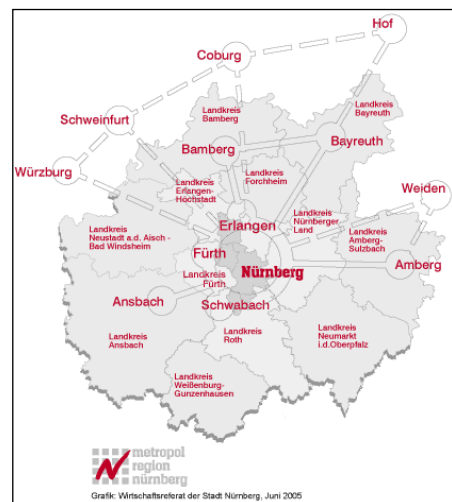 Hof
Coburg
Landkreis
Bamberg
Landkreis
Bayreuth
Schweinfurt
Bamberg
Bayreuth
Würzburg
Landkreis
Erlangen-
Höchstadt
Landkreis
Forchheim
Weiden
Landkreis
Neustadt a.d. Aisch -
Bad Windsheim
Erlangen
Landkreis
Nürnberger-
Land
Landkreis
Amberg-
Sulzbach
Fürth
Landkreis
Fürth
Nürnberg
Amberg
Ansbach
Schwabach
Landkreis
Ansbach
Landkreis
Roth
Landkreis
Neumarkt
i.d.Oberpfalz
Landkreis
Weißenburg-
Gunzenhausen
metropol
region
nürnberg
Grafik: Wirtschaftsreferat der Stadt Nürnberg, Juni 2005